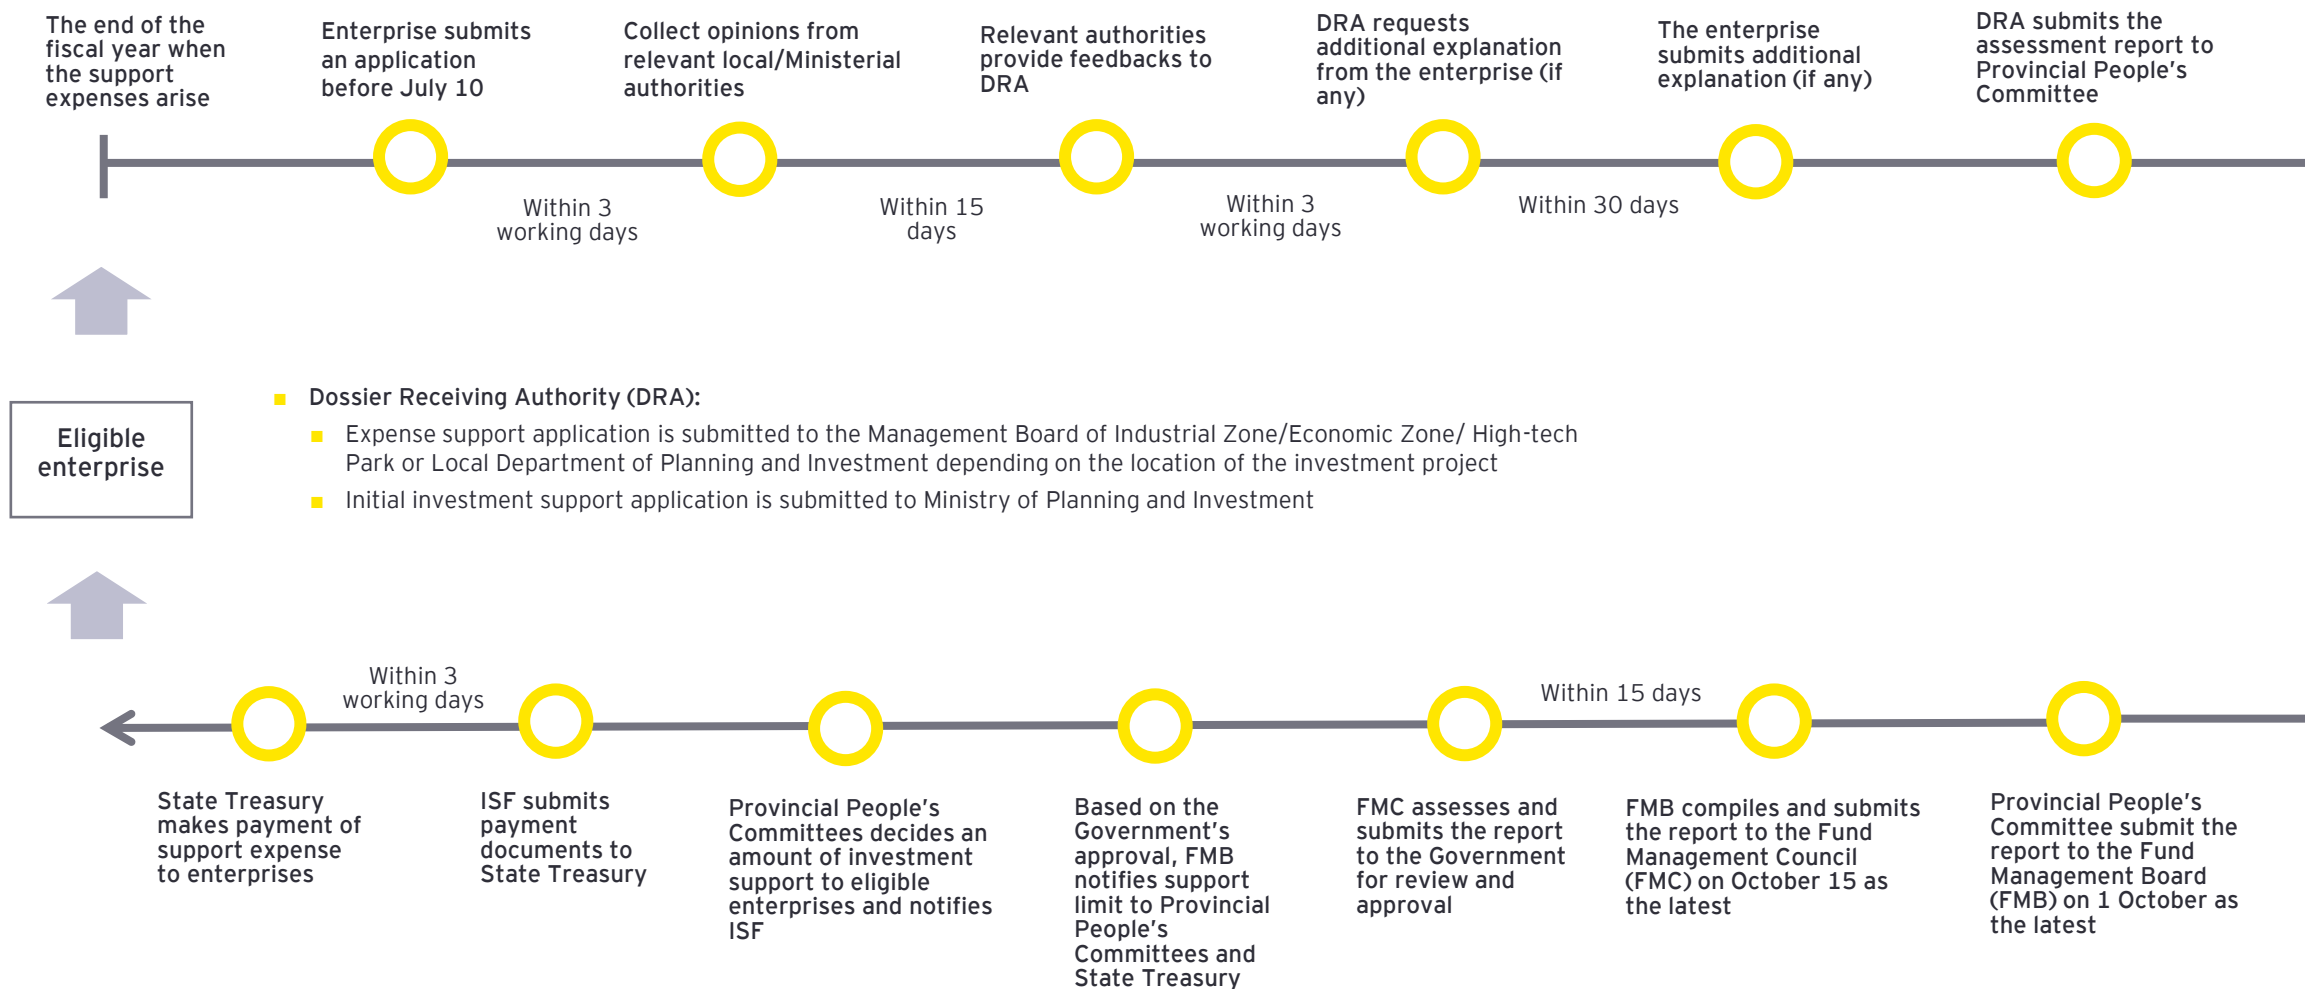 The end of the
fiscal year when
the support
expenses arise
Enterprise submits
an application
before July 10
Collect opinions from
relevant local/Ministerial
authorities
Relevant authorities
provide feedbacks to
DRA
DRA requests
additional explanation
from the enterprise (if
any)
The enterprise
submits additional
explanation (if any)
DRA submits the
assessment report to
Provincial People's
Committee
Within 3
working days
Within 15
days
Within 3
working days
Within 30 days
Eligible
enterprise
Dossier Receiving Authority (DRA):
Expense support application is submitted to the Management Board of Industrial Zone/Economic Zone/ High-tech
Park or Local Department of Planning and Investment depending on the location of the investment project
Initial investment support application is submitted to Ministry of Planning and Investment
Within 3
working days
Within 15 days
State Treasury
makes payment of
support expense
to enterprises
ISF submits
payment
documents to
State Treasury
Provincial People's
Committees decides an
amount of investment
support to eligible
enterprises and notifies
ISF
Based on the
Government's
approval, FMB
notifies support
limit to Provincial
People's
Committees and
State Treasury
FMC assesses and
submits the report
to the Government
for review and
approval
FMB compiles and submits
the report to the Fund
Management Council
(FMC) on October 15 as
the latest
Provincial People's
Committee submit the
report to the Fund
Management Board
(FMB) on 1 October as
the latest